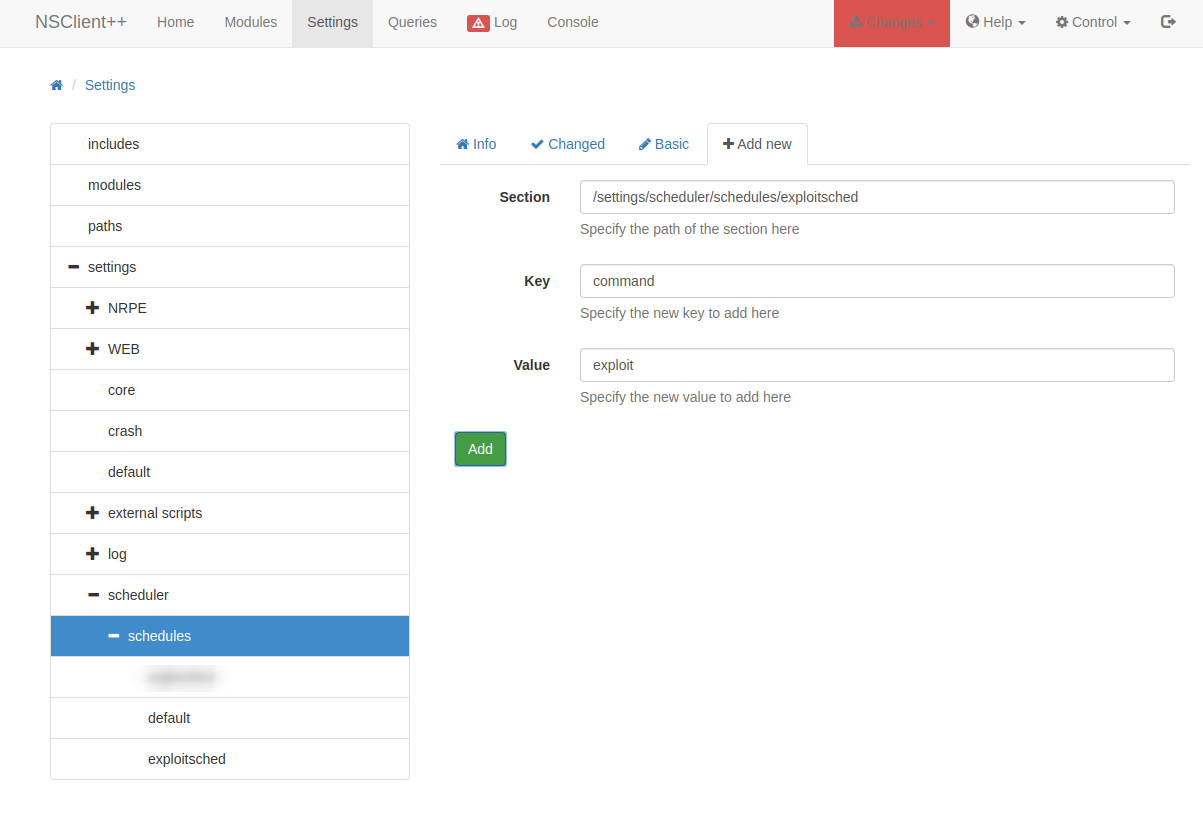 NSClient++ Home Modules Settings Queries Log Console Changes Help Control
/ Settings
includes
modules
paths
settings
NRPE
WEB
core
crash
default
external scripts
log
scheduler
schedules
default
exploitsched
Info Changed Basic Add new
Section /settings/scheduler/schedules/exploitsched
Specify the path of the section here
Key command
Specify the new key to add here
Value exploit
Specify the new value to add here
Add